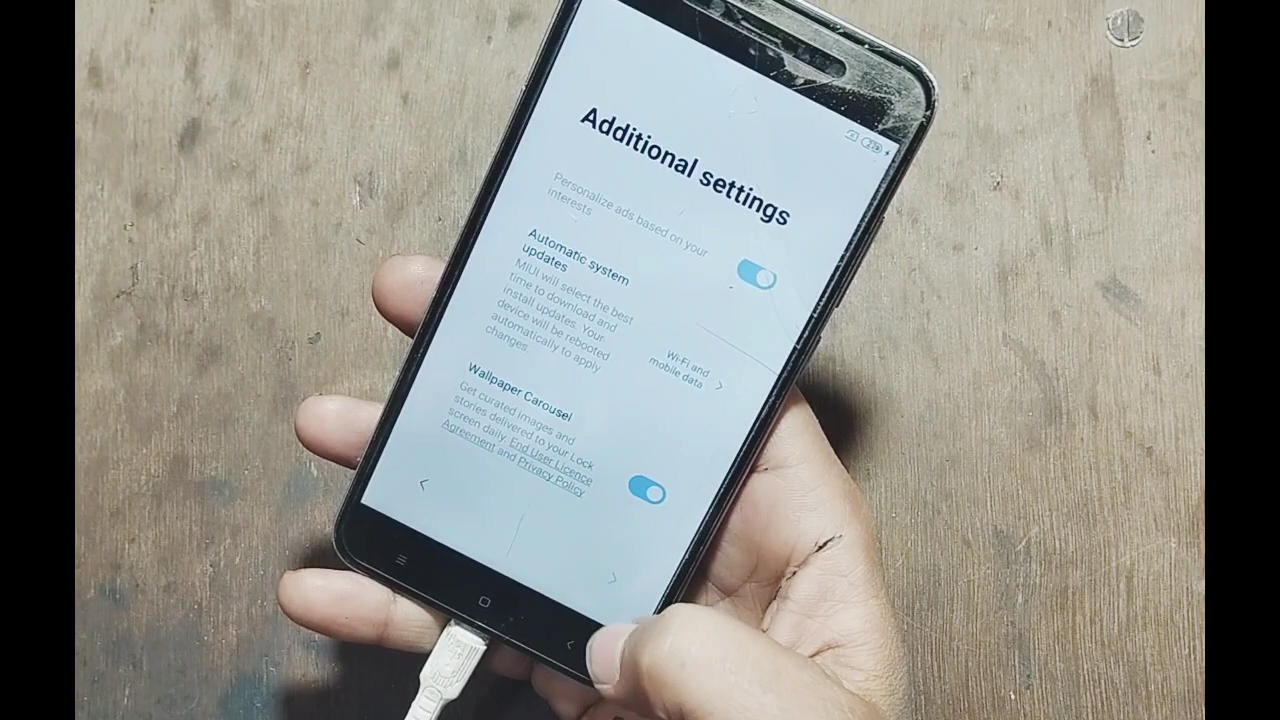 Additional settings
Personalize ads based on your
interests
Automatic system
updates
MIUI will select the best
time to download and
install updates. Your
device will be rebooted
automatically to apply
changes.
Wi-Fi and
mobile data
Wallpaper Carousel
Get curated images and
stories delivered to your Lock
screen daily. End User Licence
Agreement and Privacy Policy